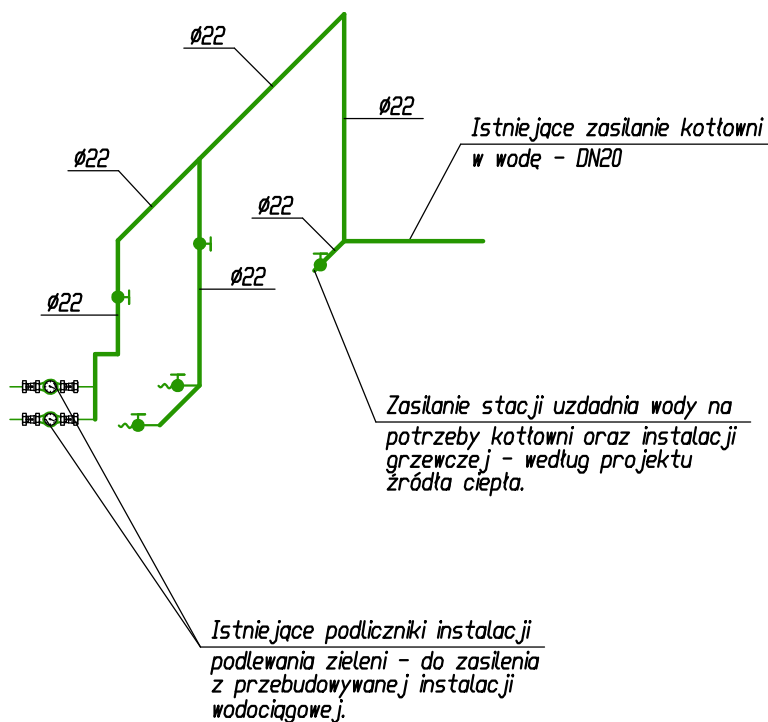 Ø22
Ø22
Ø22
Istniejące zasilanie kotłowni
w wodę - DN20
Ø22
Ø22
Ø22
Zasilanie stacji uzdadnia wody na
potrzeby kotłowni oraz instalacji
grzewczej - według projektu
źródła ciepła.
Istniejące podliczniki instalacji
podlewania zieleni - do zasilenia
z przebudowywanej instalacji
wodociągowej.